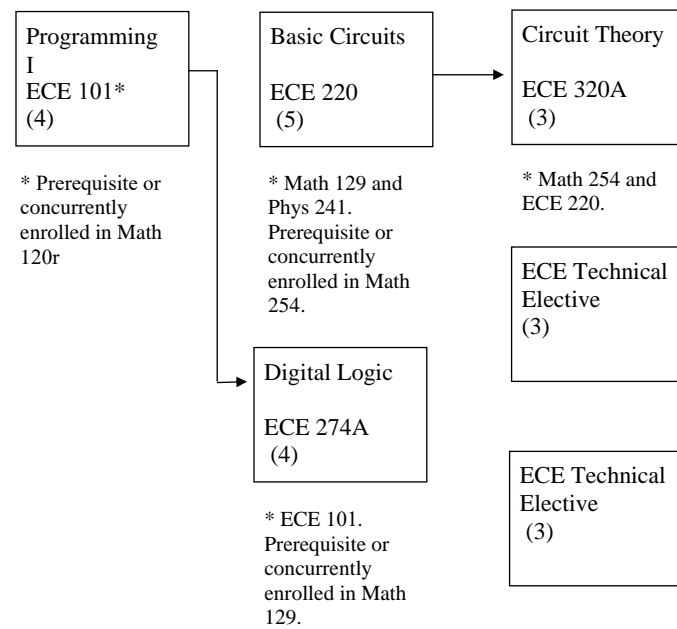 Programming
I
ECE 101*
(4)
* Prerequisite or
concurrently
enrolled in Math
120r
Basic Circuits
ECE 220
(5)
* Math 129 and
Phys 241.
Prerequisite or
concurrently
enrolled in Math
254.
Digital Logic
ECE 274A
(4)
* ECE 101.
Prerequisite or
concurrently
enrolled in Math
129.
Circuit Theory
ECE 320A
(3)
* Math 254 and
ECE 220.
ECE Technical
Elective
(3)
ECE Technical
Elective
(3)